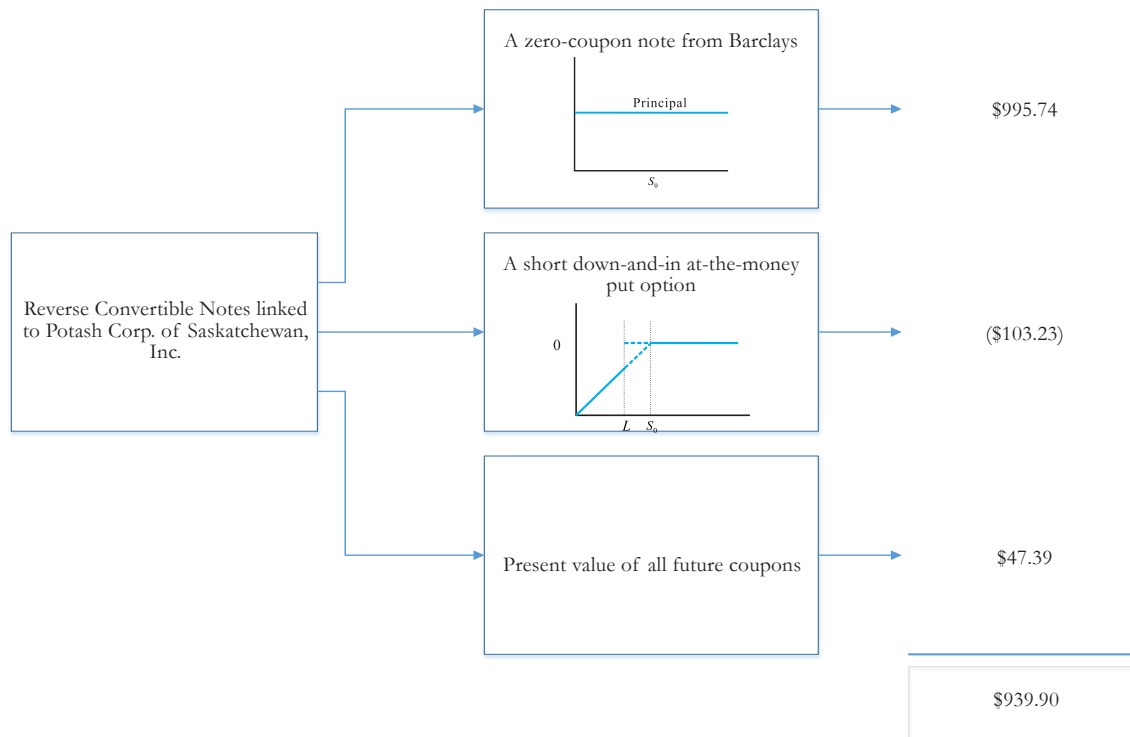 A zero-coupon note from Barclays
Principal
S0
$995.74
Reverse Convertible Notes linked
to Potash Corp. of Saskatchewan,
Inc.
A short down-and-in at-the-money
put option
0
L S0
($103.23)
Present value of all future coupons
$47.39
$939.90